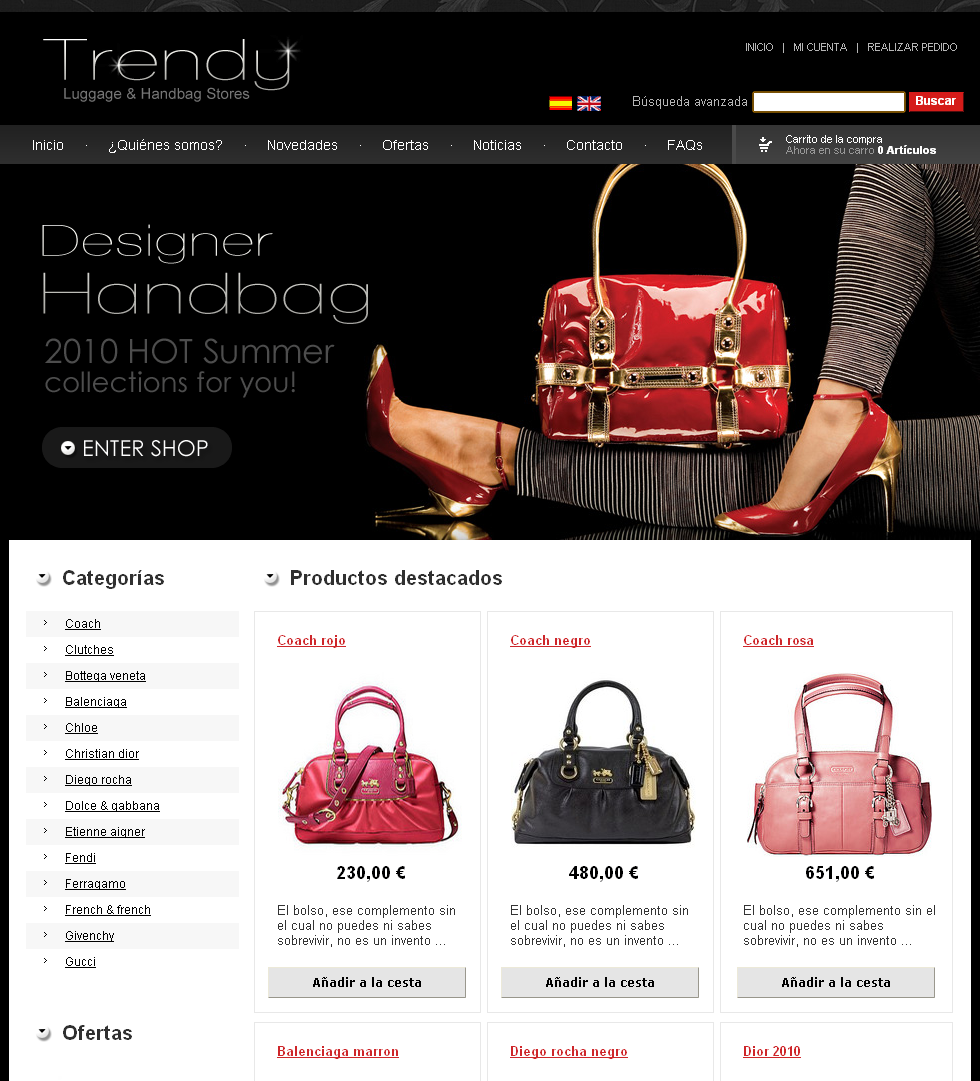 Trendy
Luggage & Handbag Stores
INICIO | MI CUENTA | REALIZAR PEDIDO
Búsqueda avanzada Buscar
Inicio · ¿Quiénes somos? · Novedades · Ofertas · Noticias · Contacto · FAQs
Carrito de la compra
Ahora en su carro 0 Artículos
Designer
Handbag
2010 HOT Summer
collections for you!
ENTER SHOP
Categorías
Coach
Clutches
Bottega veneta
Balenciaga
Chloe
Christian dior
Diego rocha
Dolce & gabbana
Etienne aigner
Fendi
Ferragamo
French & french
Givenchy
Gucci
Ofertas
Productos destacados
Coach rojo
230,00 €
El bolso, ese complemento sin
el cual no puedes ni sabes
sobrevivir, no es un invento ...
Añadir a la cesta
Coach negro
480,00 €
El bolso, ese complemento sin
el cual no puedes ni sabes
sobrevivir, no es un invento ...
Añadir a la cesta
Coach rosa
651,00 €
El bolso, ese complemento sin el
cual no puedes ni sabes
sobrevivir, no es un invento ...
Añadir a la cesta
Balenciaga marron
Diego rocha negro
Dior 2010